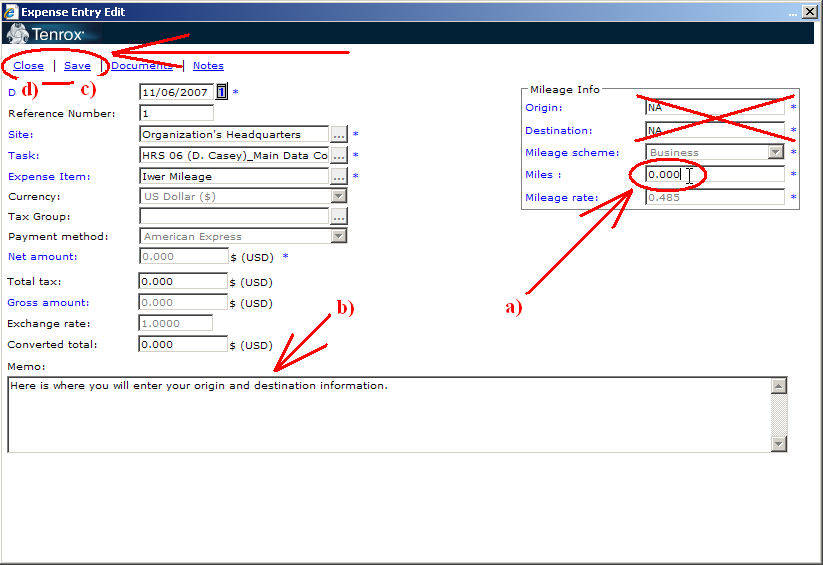 Expense Entry Edit
Tenrox
Close | Save | Documents | Notes
d) c)
D 11/06/2007 1 *
Reference Number: 1
Site: Organization's Headquarters ... *
Task: HRS 06 (D. Casey)_Main Data Co ... *
Expense Item: Iwer Mileage ... *
Currency: US Dollar ($)
Tax Group: ...
Payment method: American Express
Net amount: 0.000 $ (USD) *
Total tax: 0.000 $ (USD)
Gross amount: 0.000 $ (USD)
Exchange rate: 1.0000
Converted total: 0.000 $ (USD)
Mileage Info
Origin: NA *
Destination: NA *
Mileage scheme: Business *
Miles : 0.000 *
Mileage rate: 0.485 *
a)
b)
Memo:
Here is where you will enter your origin and destination information.